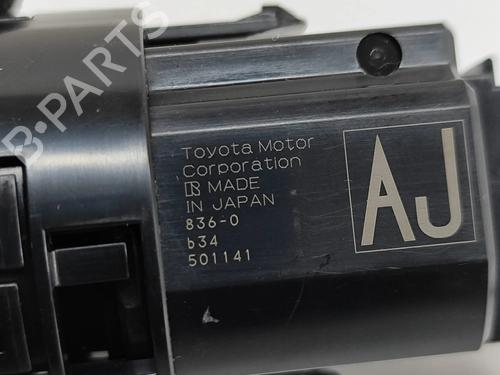 B-PARTS
Toyota Motor
Corporation
R MADE
IN JAPAN
836-0
b34
501141
AJ